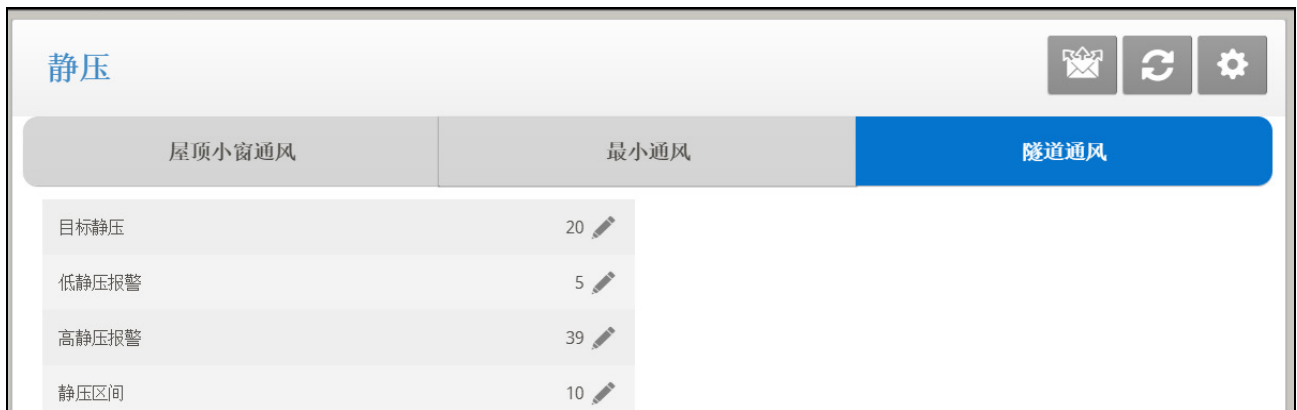 静压
屋顶小窗通风 最小通风 隧道通风
目标静压 20
低静压报警 5
高静压报警 39
静压区间 10